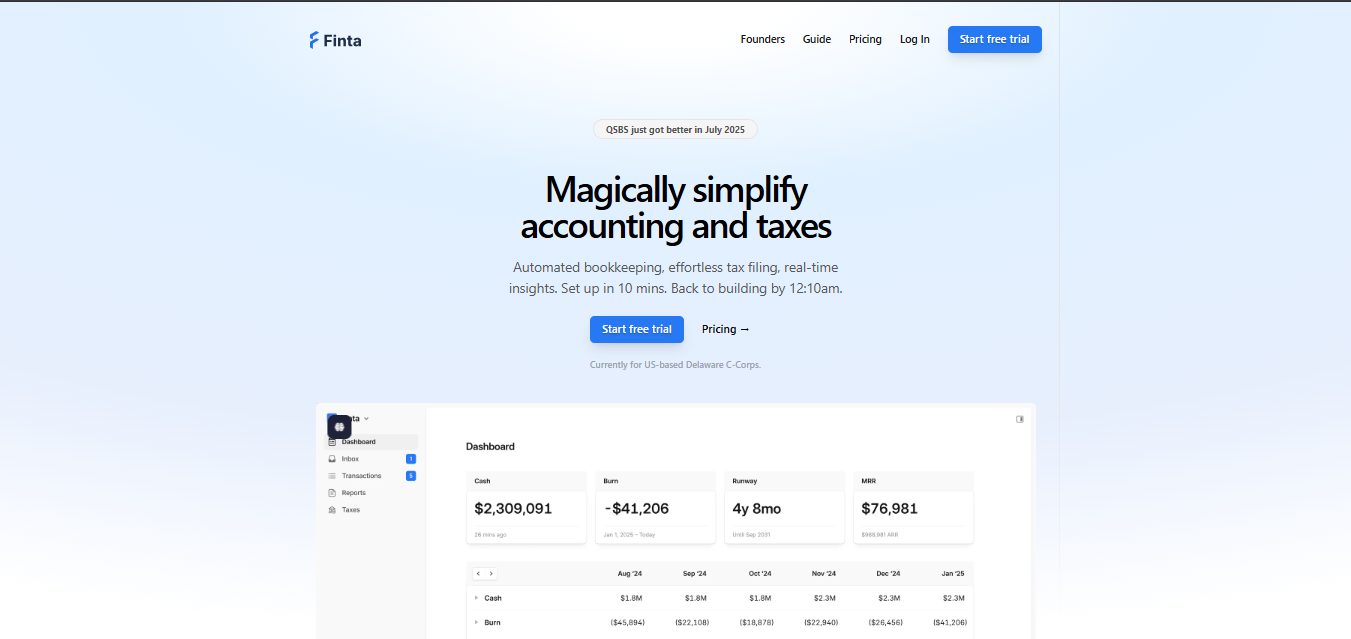 Finta
Founders
Guide
Pricing
Log In
Start free trial
QSBS just got better in July 2025
Magically simplify
accounting and taxes
Automated bookkeeping, effortless tax filing, real-time
insights. Set up in 10 mins. Back to building by 12:10am.
Start free trial
Pricing →
Currently for US-based Delaware C-Corps.
Dashboard
Inbox 1
Transactions 5
Reports
Taxes
Dashboard
Cash
$2,309,091
26 mins ago
Burn
-$41,206
Jan 1, 2025 – Today
Runway
4y 8mo
Until Sep 2031
MRR
$76,981
ARR
Aug '24 Sep '24 Oct '24 Nov '24 Dec '24 Jan '25
Cash $1.8M $1.8M $1.8M $2.3M $2.3M $2.3M
Burn ($45,894) ($22,108) ($18,878) ($22,940) ($26,456) ($41,206)